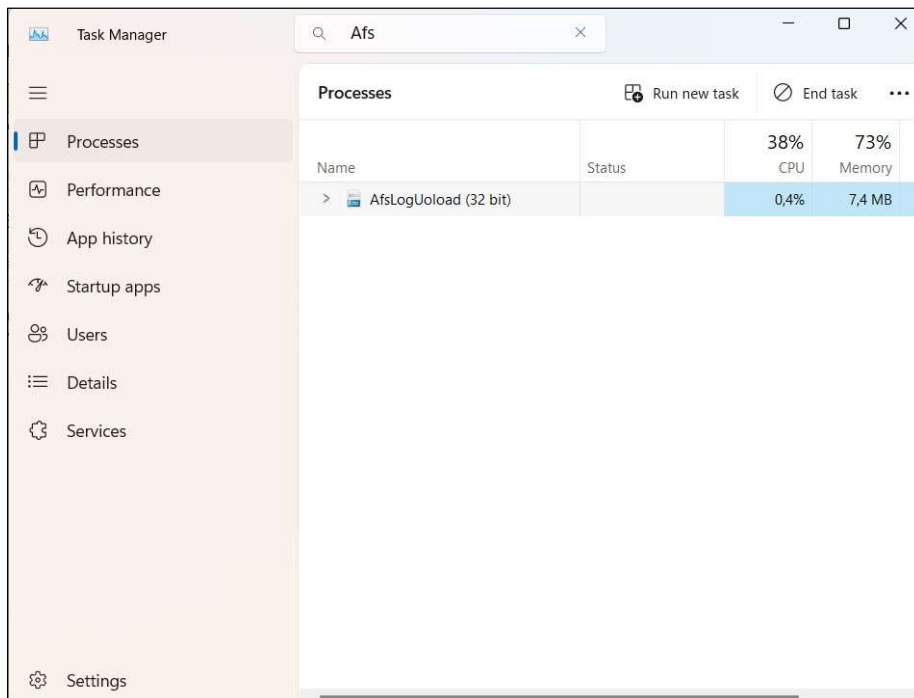 Task Manager
Afs
Processes
Performance
App history
Startup apps
Users
Details
Services
Settings
Processes
Run new task
End task
38% 73%
Name Status CPU Memory
AfsLogUoload (32 bit) 0,4% 7,4 MB